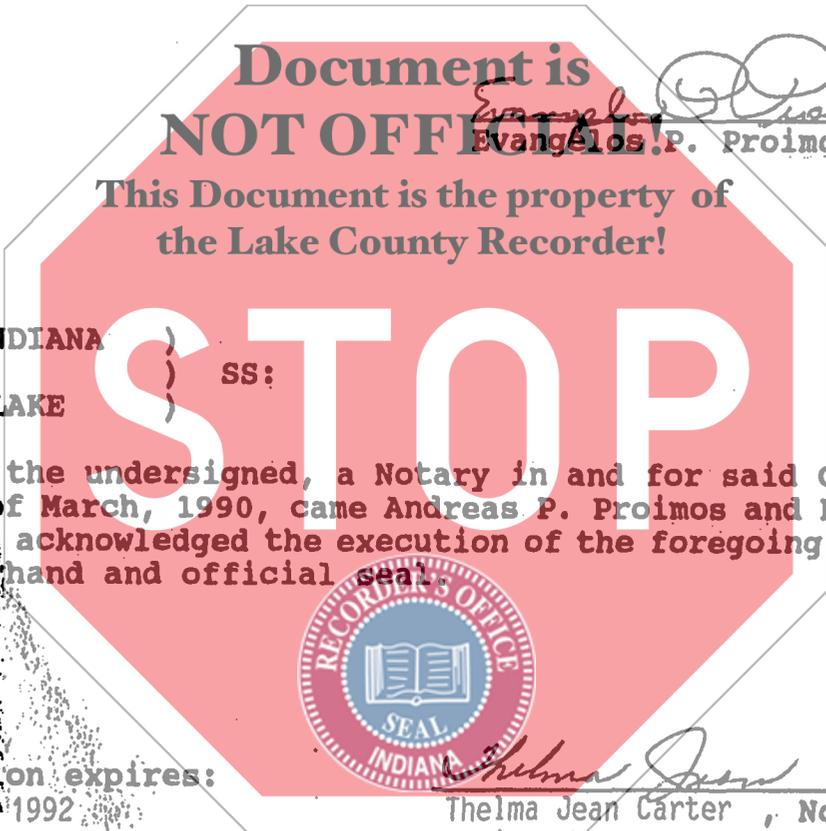 Document is
NOT OFFICIAL!
This Document is the property of
the Lake County Recorder!
Evangelos P. Proimo
NDIANA )
) SS:
LAKE )
STOP
the undersigned, a Notary in and for said
of March, 1990, came Andreas P. Proimos and
acknowledged the execution of the foregoing
hand and official seal.
RECORDER'S OFFICE
SEAL
INDIANA
on expires:
1992
Thelma Jean Carter , No